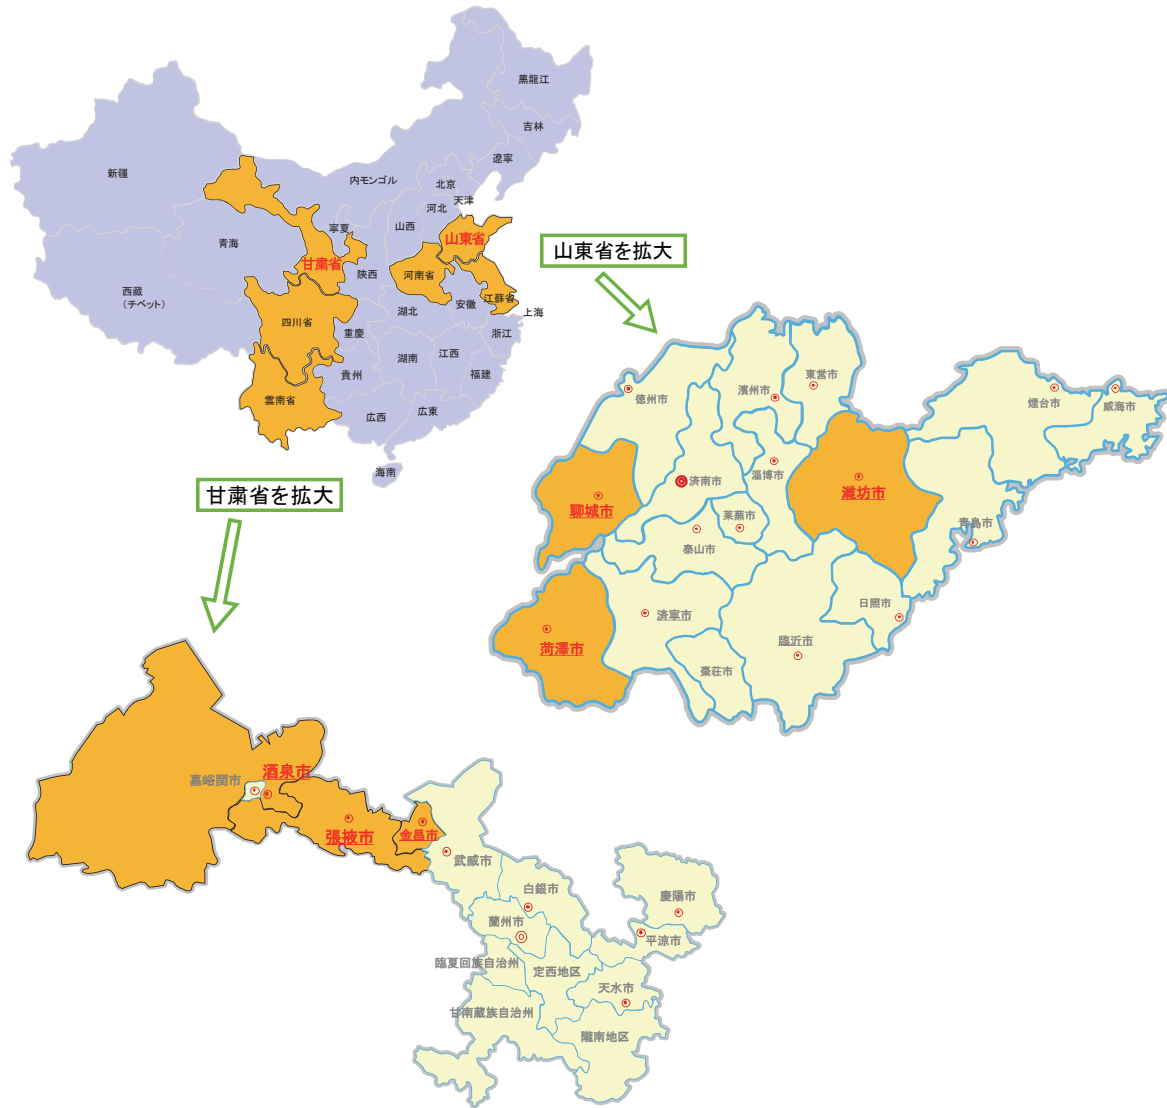 黒龍江
吉林
遼寧
新疆
内モンゴル
北京
天津
河北
山西
寧夏
青海
山東省
甘粛省
陝西
河南省
西蔵
（チベット）
江蘇省
安徽
上海
湖北
四川省
重慶
浙江
湖南
江西
貴州
福建
雲南省
広西
広東
海南
山東省を拡大
徳州市
濱州市
東営市
煙台市
威海市
済南市
淄博市
濰坊市
聊城市
莱蕪市
青島市
泰山市
日照市
済寧市
臨沂市
菏澤市
棗荘市
甘粛省を拡大
嘉峪関市
酒泉市
張掖市
金昌市
武威市
白銀市
慶陽市
蘭州市
平涼市
臨夏回族自治州
定西地区
天水市
甘南蔵族自治州
隴南地区